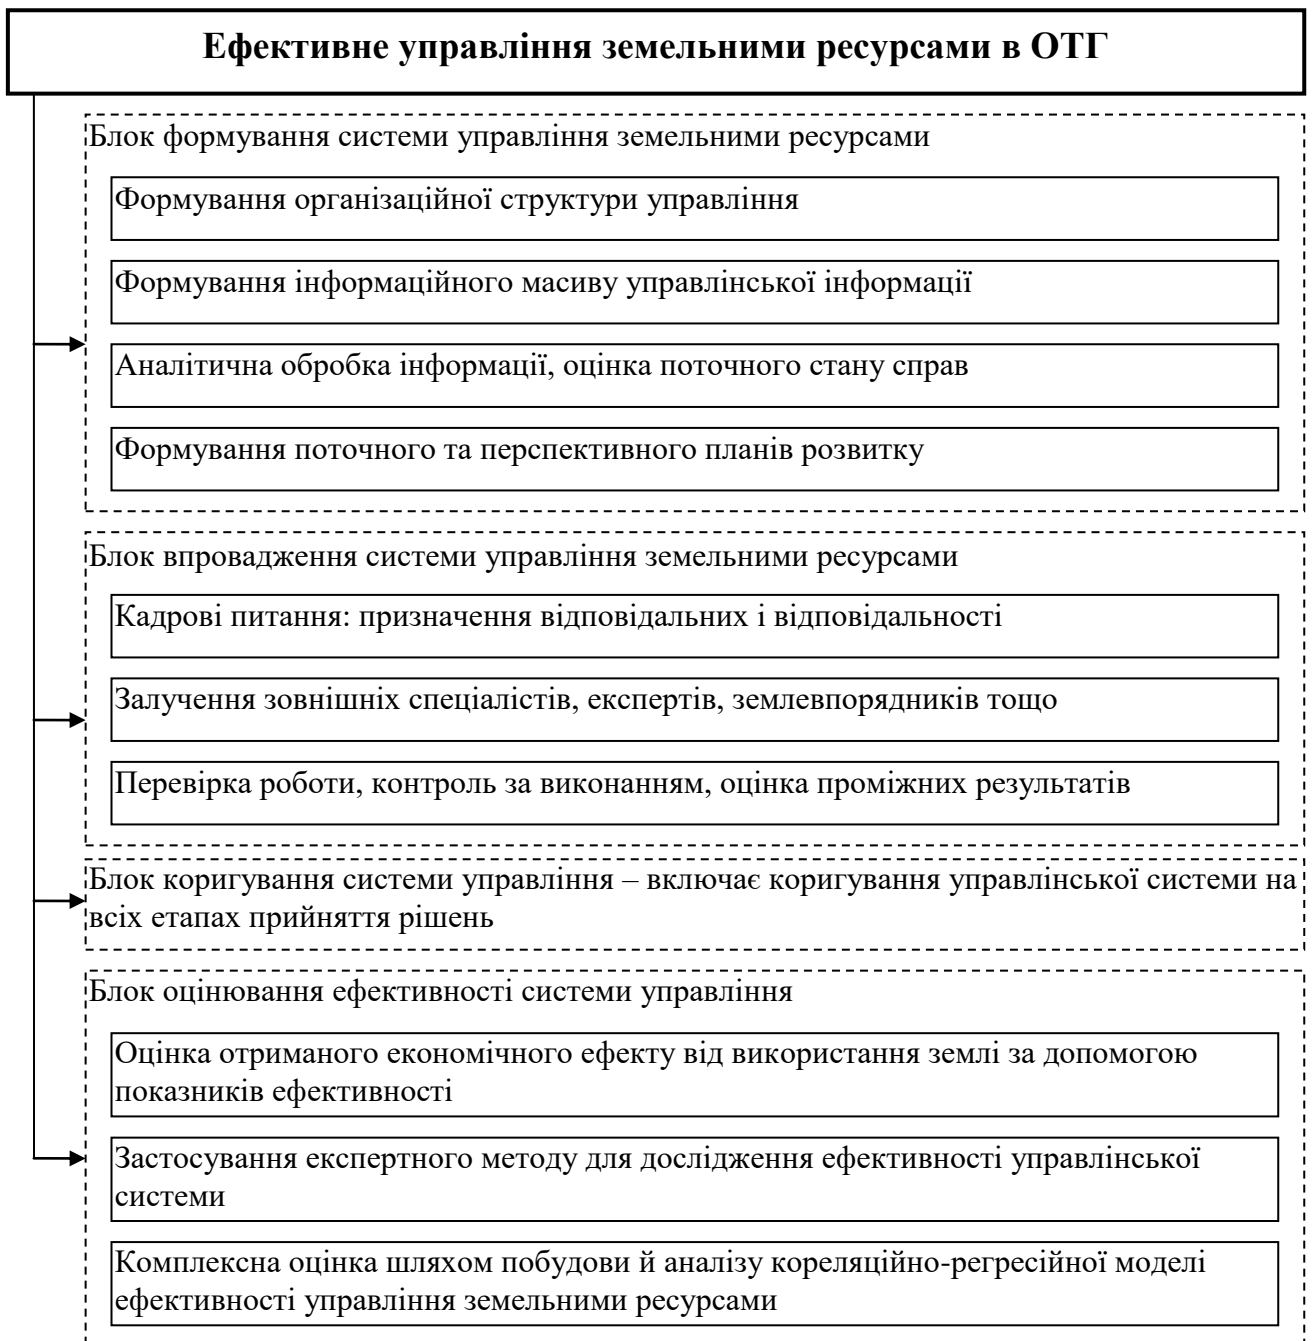 Ефективне управління земельними ресурсами в ОТГ
Блок формування системи управління земельними ресурсами
Формування організаційної структури управління
Формування інформаційного масиву управлінської інформації
Аналітична обробка інформації, оцінка поточного стану справ
Формування поточного та перспективного планів розвитку
Блок впровадження системи управління земельними ресурсами
Кадрові питання: призначення відповідальних і відповідальності
Залучення зовнішніх спеціалістів, експертів, землевпорядників тощо
Перевірка роботи, контроль за виконанням, оцінка проміжних результатів
Блок коригування системи управління – включає коригування управлінської системи на
всіх етапах прийняття рішень
Блок оцінювання ефективності системи управління
Оцінка отриманого економічного ефекту від використання землі за допомогою
показників ефективності
Застосування експертного методу для дослідження ефективності управлінської
системи
Комплексна оцінка шляхом побудови й аналізу кореляційно-регресійної моделі
ефективності управління земельними ресурсами